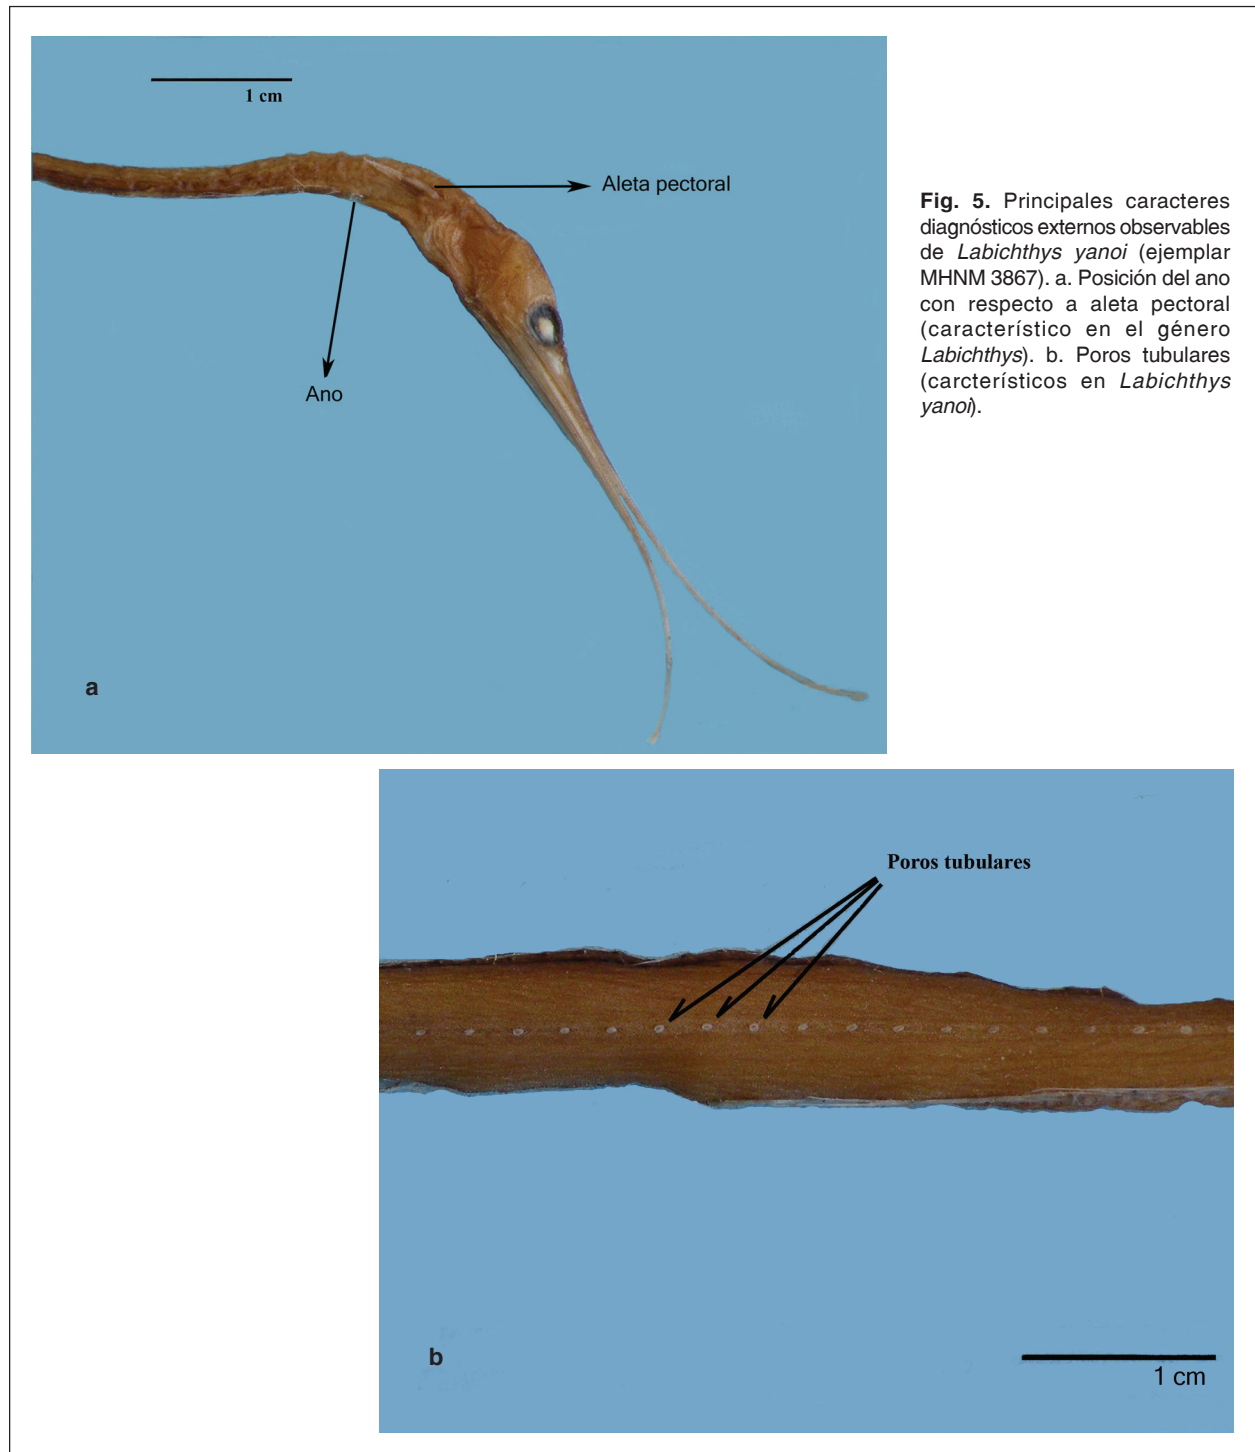 1 cm
Aleta pectoral
Ano
a
Fig. 5. Principales caracteres
diagnósticos externos observables
de Labichthys yanoi (ejemplar
MHNM 3867). a. Posición del ano
con respecto a aleta pectoral
(característico en el género
Labichthys). b. Poros tubulares
(carcterísticos en Labichthys
yanoi).
Poros tubulares
b
1 cm